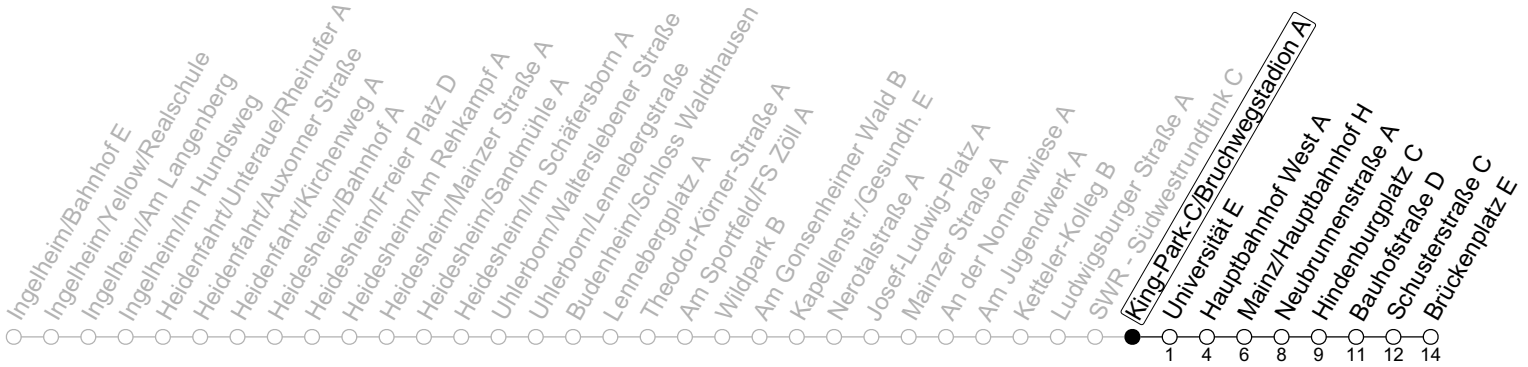 Ingelheim/Bahnhof E
Ingelheim/Yellow/Realschule
Ingelheim/Am Langenberg
Ingelheim/Im Hundsweg
Heidenfahrt/Unteraue/Rheinufer A
Heidenfahrt/Auxonner Straße
Heidenfahrt/Kirchenweg A
Heidesheim/Bahnhof A
Heidesheim/Freier Platz D
Heidesheim/Am Rehkampf A
Heidesheim/Mainzer Straße A
Heidesheim/Sandmühle A
Heidesheim/Im Schäfersborn A
Uhlerborn/Walterslebener Straße
Uhlerborn/Lennebergstraße
Budenheim/Schloss Waldthausen
Lennebergplatz A
Theodor-Körner-Straße A
Am Sportfeld/FS Zöll A
Wildpark B
Am Gonsenheimer Wald B
Kapellenstr./Gesundh. E
Nerotalstraße A
Josef-Ludwig-Platz A
Mainzer Straße A
An der Nonnenwiese A
Am Jugendwerk A
Ketteler-Kolleg B
Ludwigsburger Straße A
SWR - Südwestrundfunk C
King-Park-C/Bruchwegstadion A
Universität E
Hauptbahnhof West A
Mainz/Hauptbahnhof H
Neubrunnenstraße A
Hindenburgplatz C
Bauhofstraße D
Schusterstraße C
Brückenplatz E
1 4 6 8 9 11 12 14